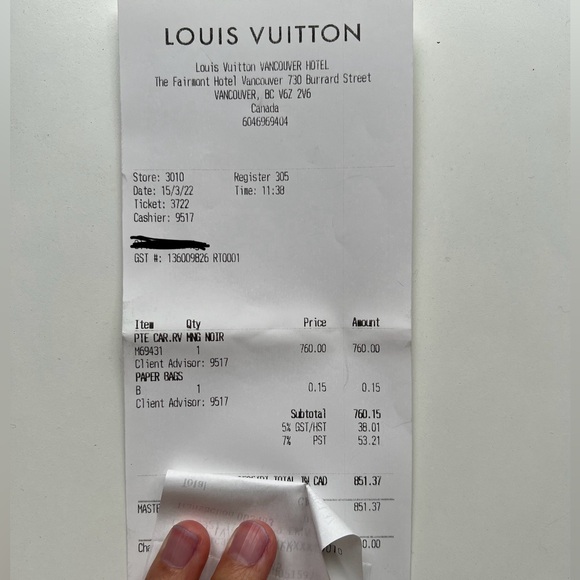 LOUIS VUITTON
Louis Vuitton VANCOUVER HOTEL
The Fairmont Hotel Vancouver 730 Burrard Street
VANCOUVER, BC V6Z 2V6
Canada
6046969404
Store: 3010 Register 305
Date: 15/3/22 Time: 11:38
Ticket: 3722
Cashier: 9517
GST #: 136009826 RT0001
Item Qty Price Amount
PTE CAR.RV MNG NOIR
M69431 1 760.00 760.00
Client Advisor: 9517
PAPER BAGS
B 1 0.15 0.15
Client Advisor: 9517
Subtotal 760.15
5% GST/HST 38.01
7% PST 53.21
TOTAL IN CAD 851.37
MASTE 851.37
0.00